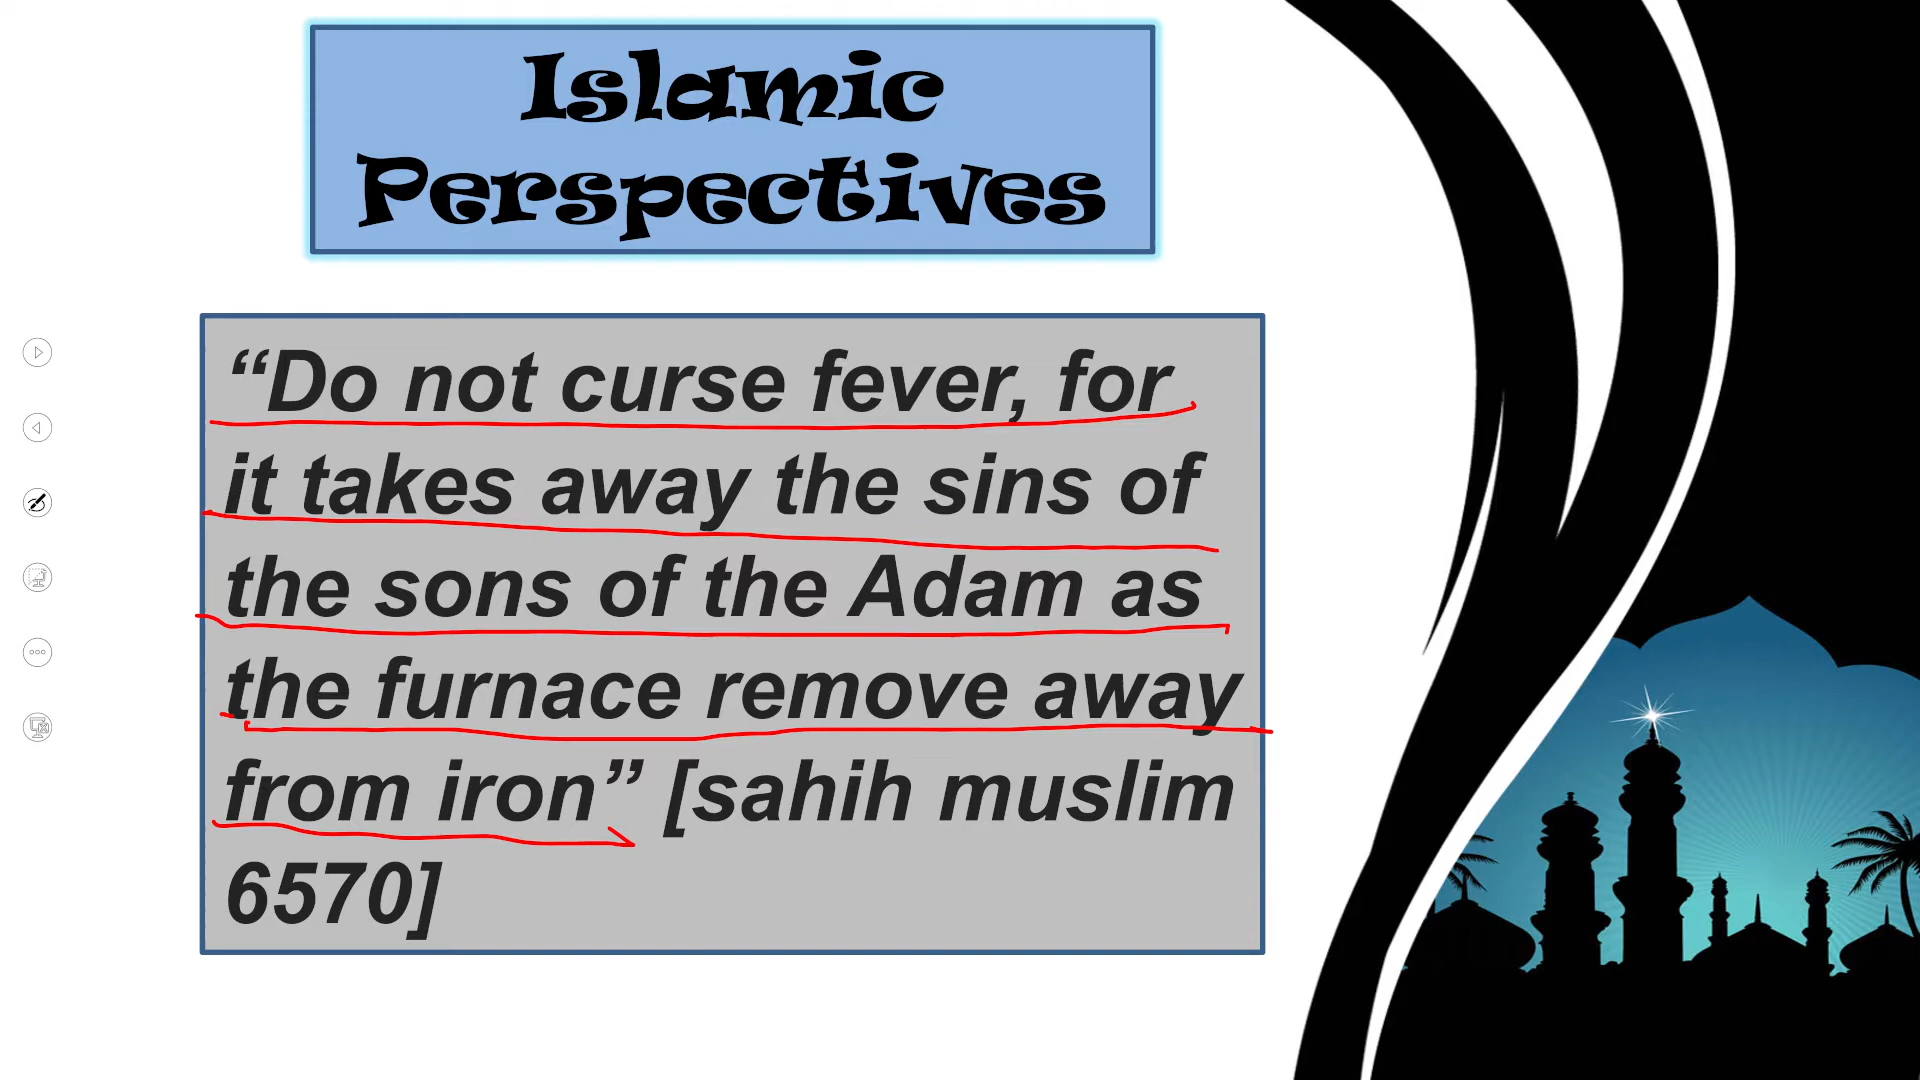 Islamic
Perspectives
“Do not curse fever, for
it takes away the sins of
the sons of the Adam as
the furnace remove away
from iron” [sahih muslim
6570]